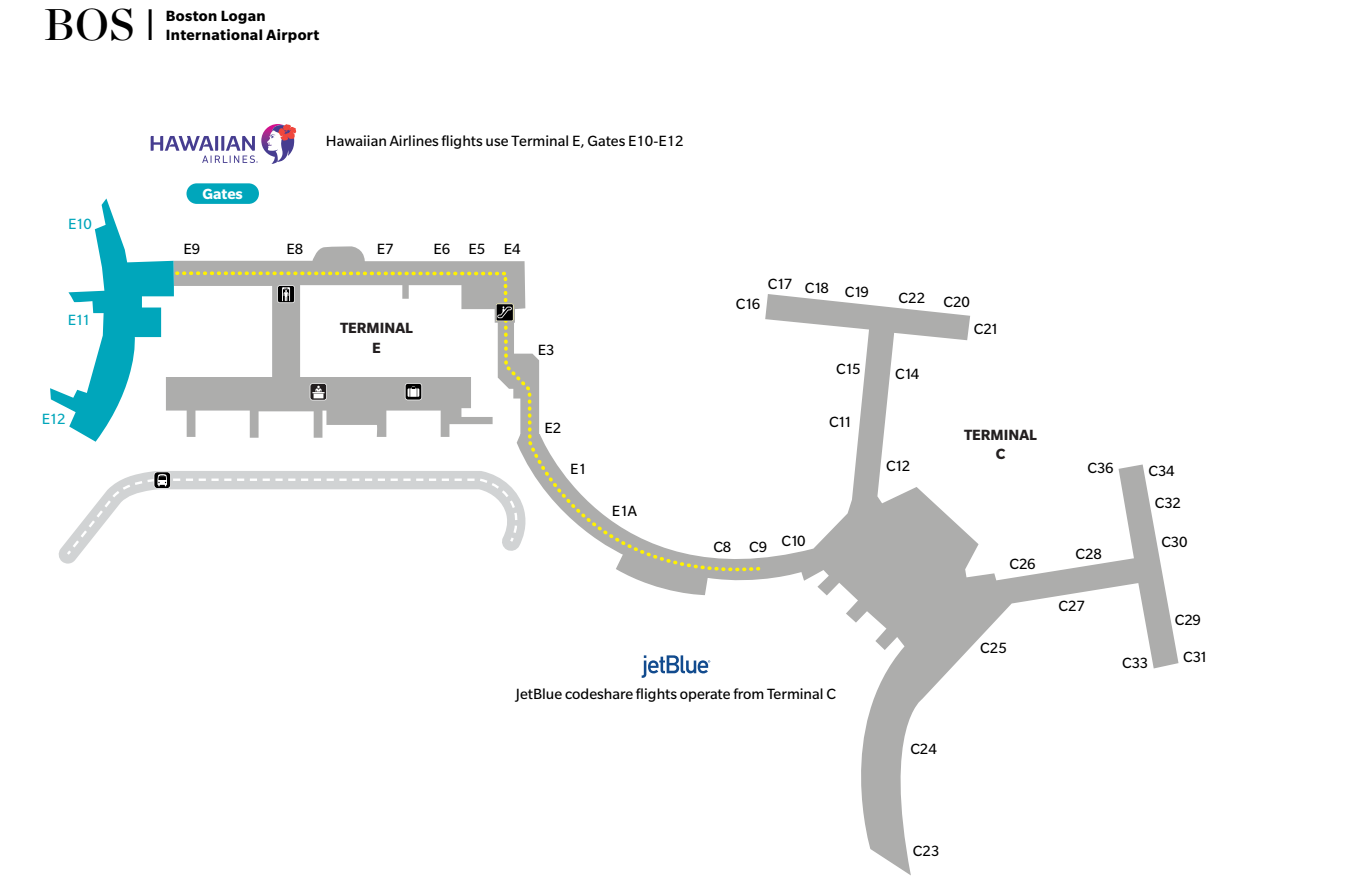 BOS
Boston Logan
International Airport
HAWAIIAN
AIRLINES.
Hawaiian Airlines flights use Terminal E, Gates E10-E12
Gates
E10
E9
E8
E7
E6
E5
E4
E11
E12
TERMINAL
E
E3
E2
E1
E1A
C8
C9
C10
C17
C18
C19
C22
C20
C16
C21
C15
C14
C11
C12
TERMINAL
C
C36
C34
C32
C30
C28
C26
C27
C29
C25
C33
C31
jetBlue
JetBlue codeshare flights operate from Terminal C
C24
C23